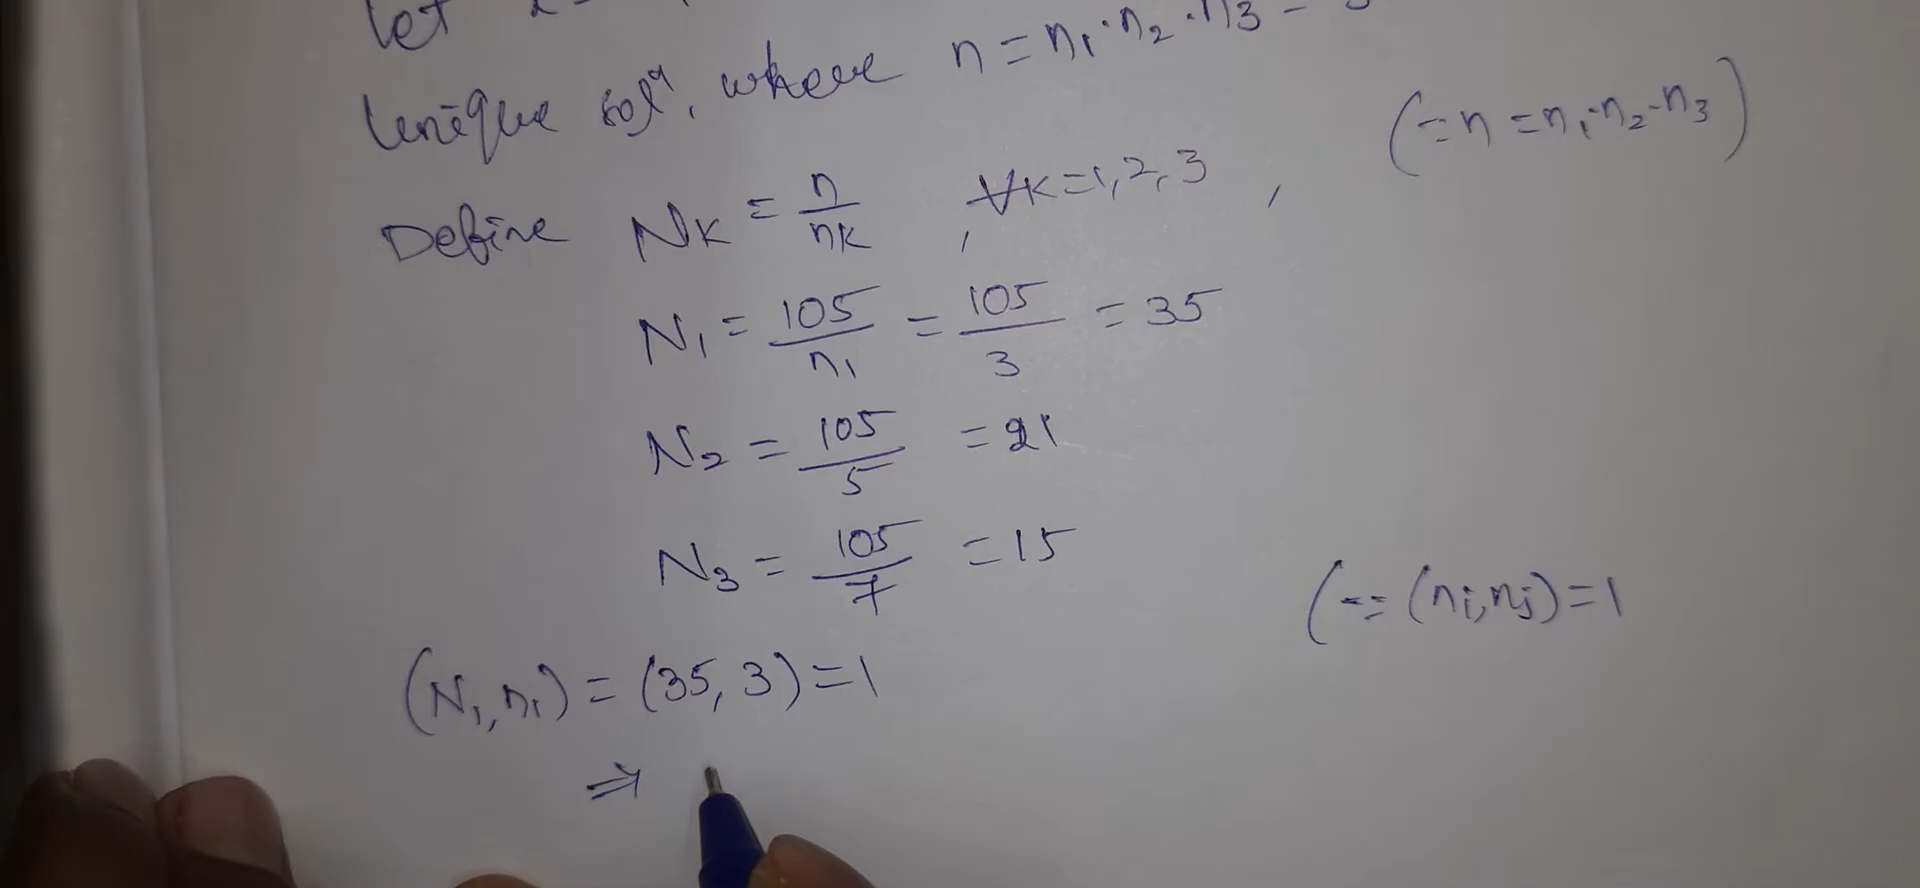 let
Unique solⁿ, where n = n₁·n₂·n₃ =
(∵ n = n₁·n₂·n₃)
Define Nₖ = n/nₖ , ∀k=1,2,3 ,
N₁ = 105/n₁ = 105/3 = 35
N₂ = 105/5 = 21
N₃ = 105/7 = 15
(∵ (nᵢ,nⱼ)=1
(N₁,n₁) = (35,3) = 1
⇒